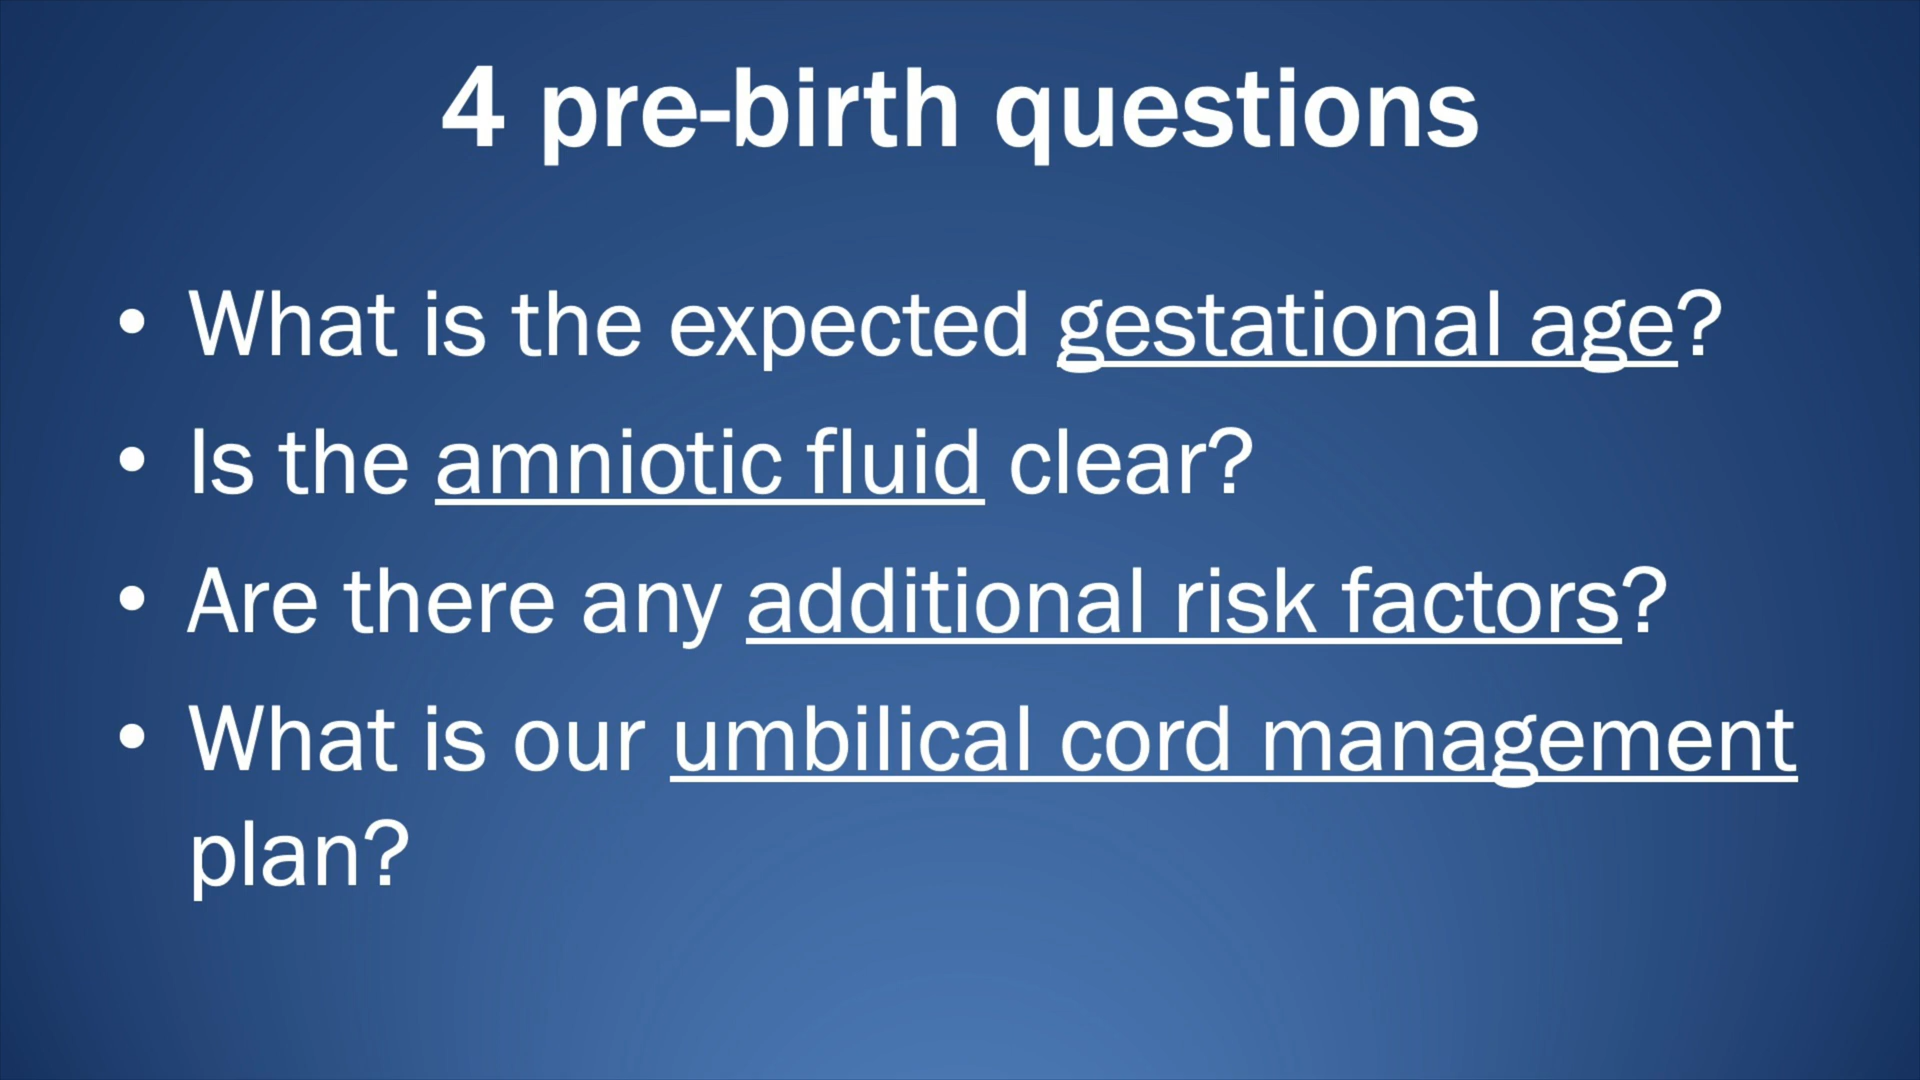 4 pre-birth questions
• What is the expected gestational age?
• Is the amniotic fluid clear?
• Are there any additional risk factors?
• What is our umbilical cord management
plan?